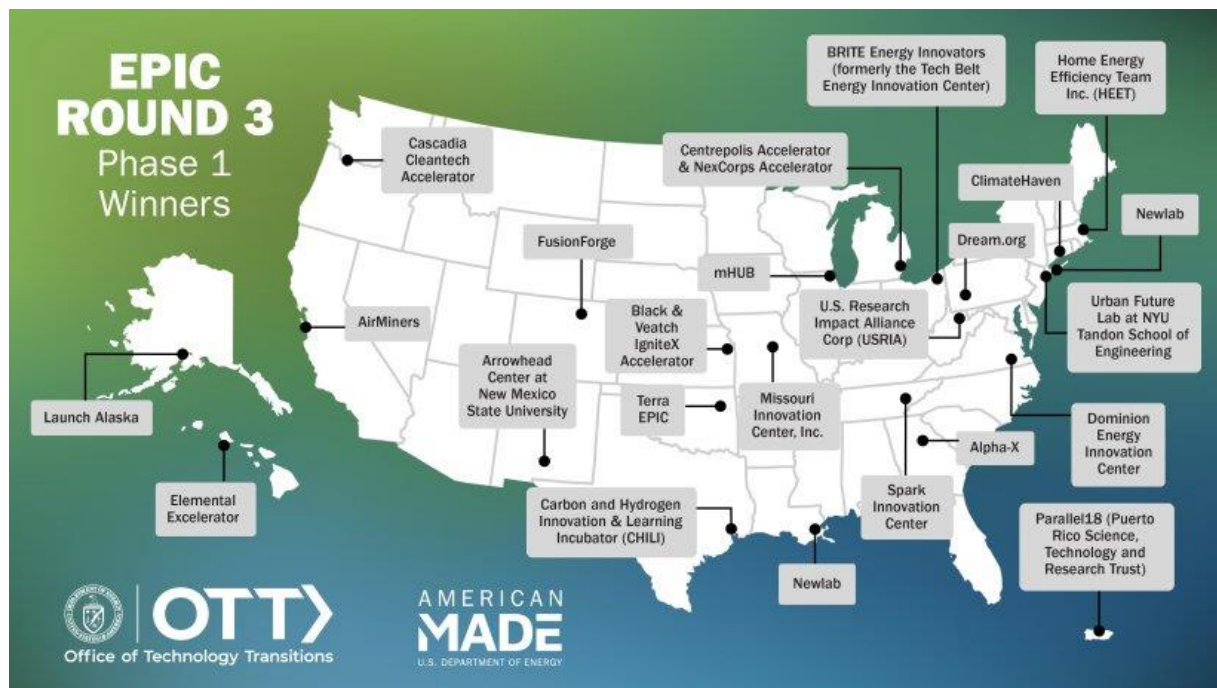 EPIC
ROUND 3
Phase 1
Winners
Cascadia
Cleantech
Accelerator
BRITE Energy Innovators
(formerly the Tech Belt
Energy Innovation Center)
Home Energy
Efficiency Team
Inc. (HEET)
Centrepolis Accelerator
& NexCorps Accelerator
ClimateHaven
Newlab
FusionForge
mHUB
Dream.org
AirMiners
Black &
Veatch
IgniteX
Accelerator
U.S. Research
Impact Alliance
Corp (USRIA)
Urban Future
Lab at NYU
Tandon School of
Engineering
Arrowhead
Center at
New Mexico
State University
Launch Alaska
Terra
EPIC
Missouri
Innovation
Center, Inc.
Alpha-X
Dominion
Energy
Innovation
Center
Elemental
Excelerator
Carbon and Hydrogen
Innovation & Learning
Incubator (CHILI)
Spark
Innovation
Center
Newlab
Parallel18 (Puerto
Rico Science,
Technology and
Research Trust)
OTT
Office of Technology Transitions
AMERICAN
MADE
U.S. DEPARTMENT OF ENERGY